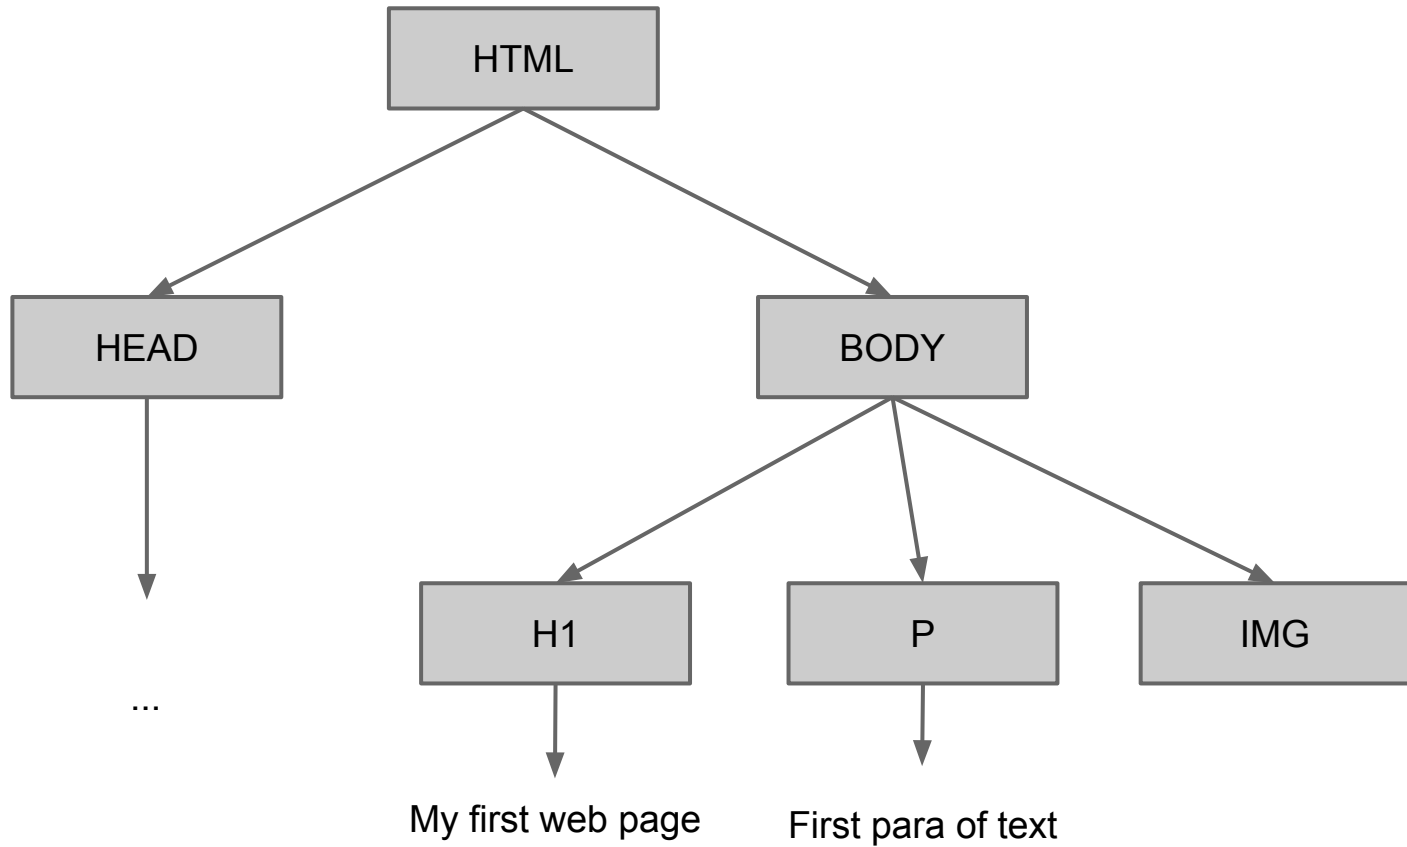 HTML
HEAD
BODY
H1
P
IMG
...
My first web page
First para of text